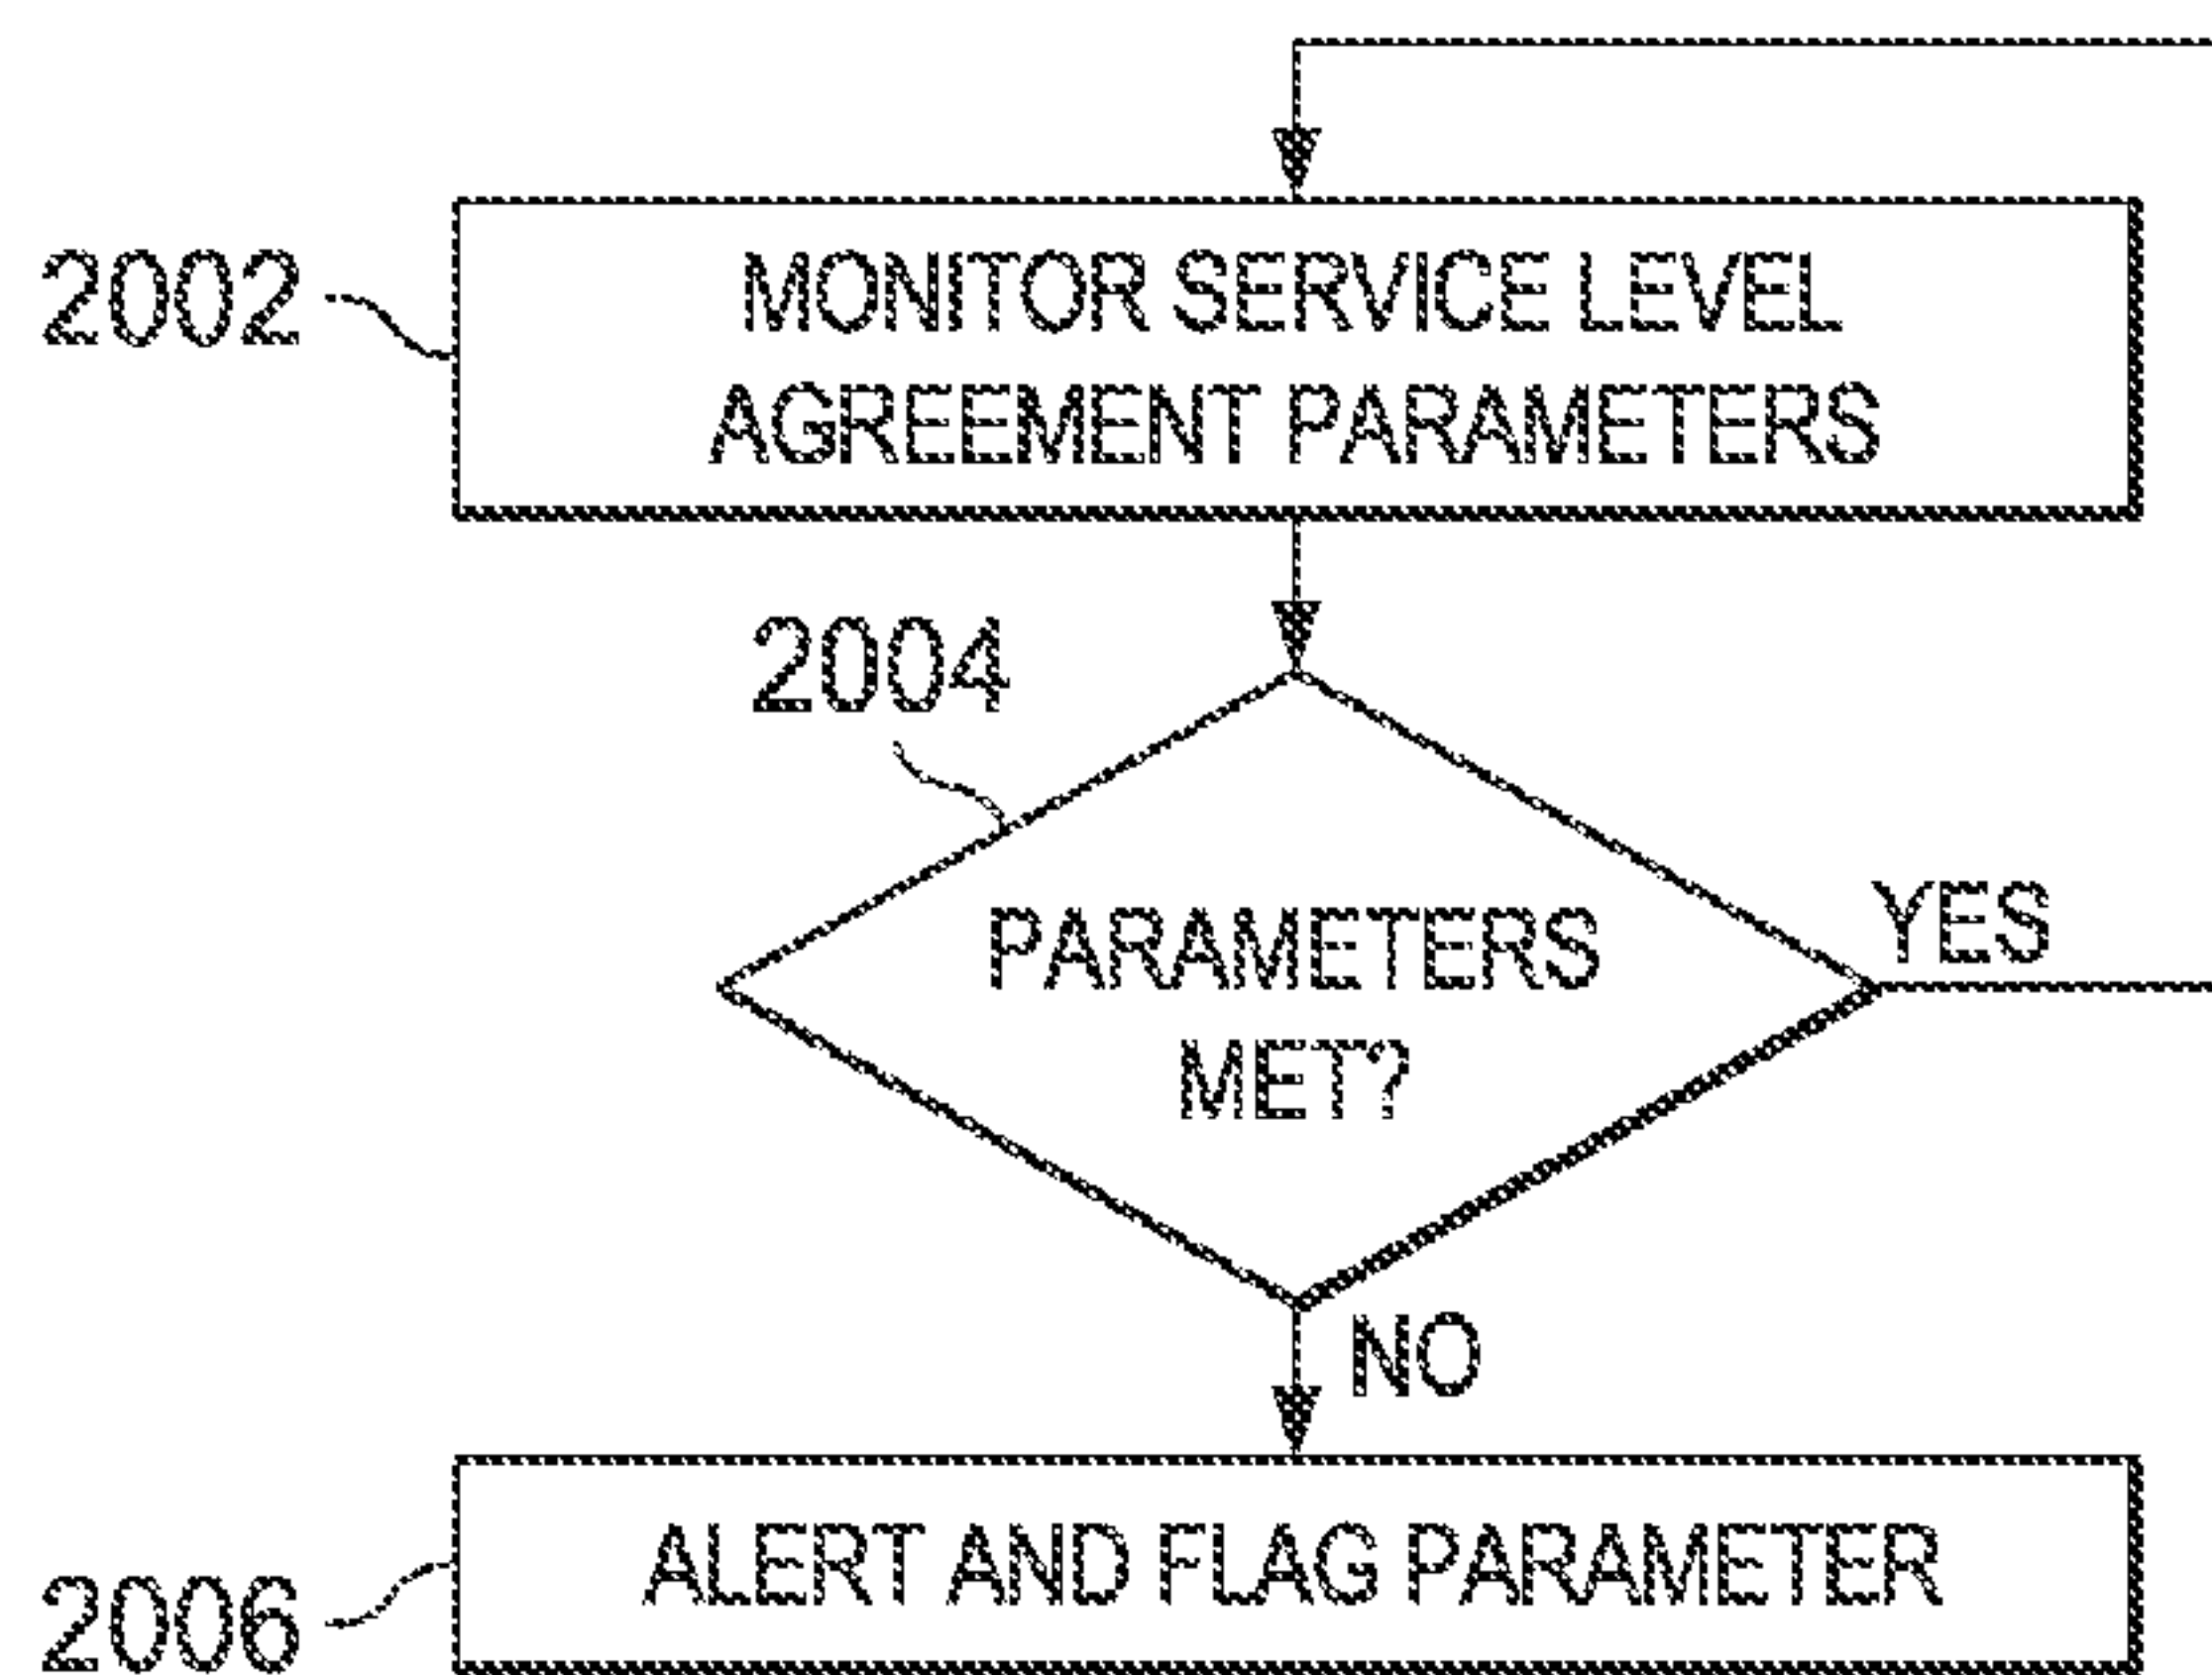 2002
MONITOR SERVICE LEVEL
AGREEMENT PARAMETERS
2004
PARAMETERS
MET?
YES
NO
ALERT AND FLAG PARAMETER
2006